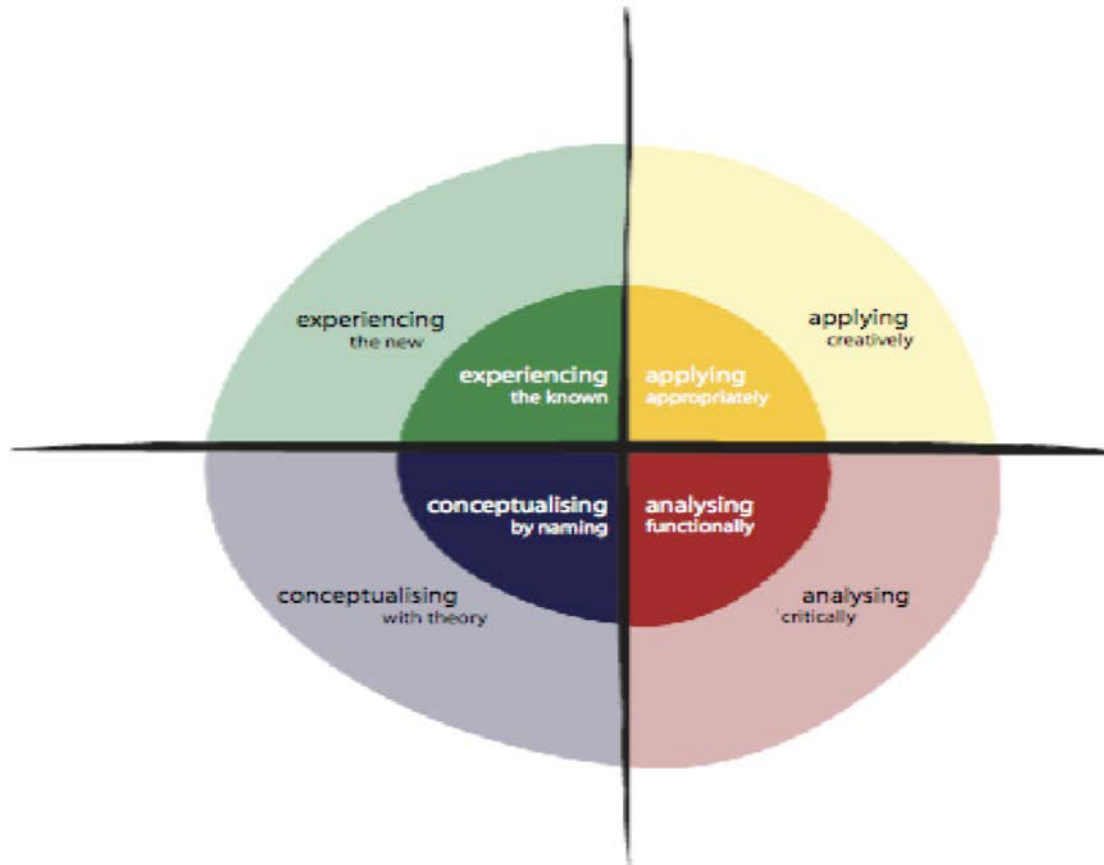 experiencing
the new
applying
creatively
experiencing
the known
applying
appropriately
conceptualising
by naming
analysing
functionally
conceptualising
with theory
analysing
critically